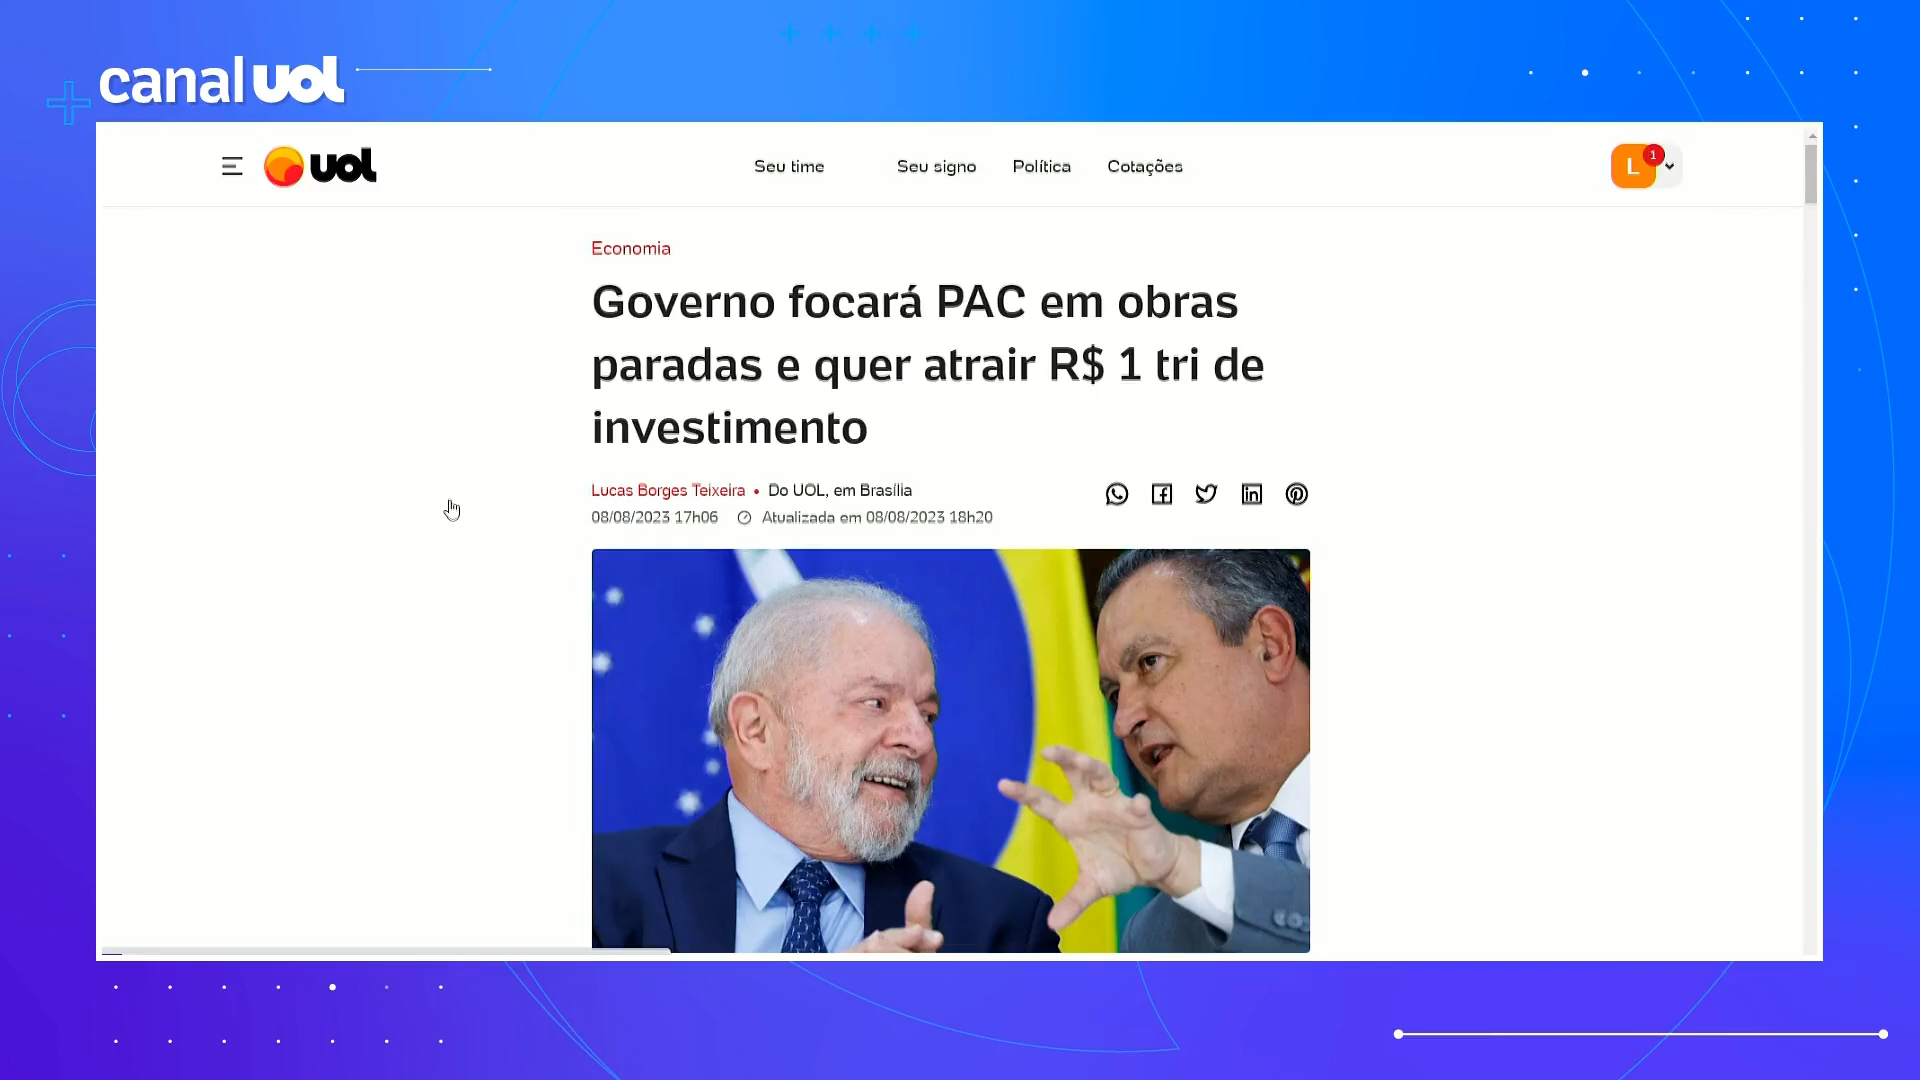 canal uol
uol
Seu time
Seu signo
Política
Cotações
L
1
Economia
Governo focará PAC em obras
paradas e quer atrair R$ 1 tri de
investimento
Lucas Borges Teixeira • Do UOL, em Brasília
08/08/2023 17h06 Atualizada em 08/08/2023 18h20